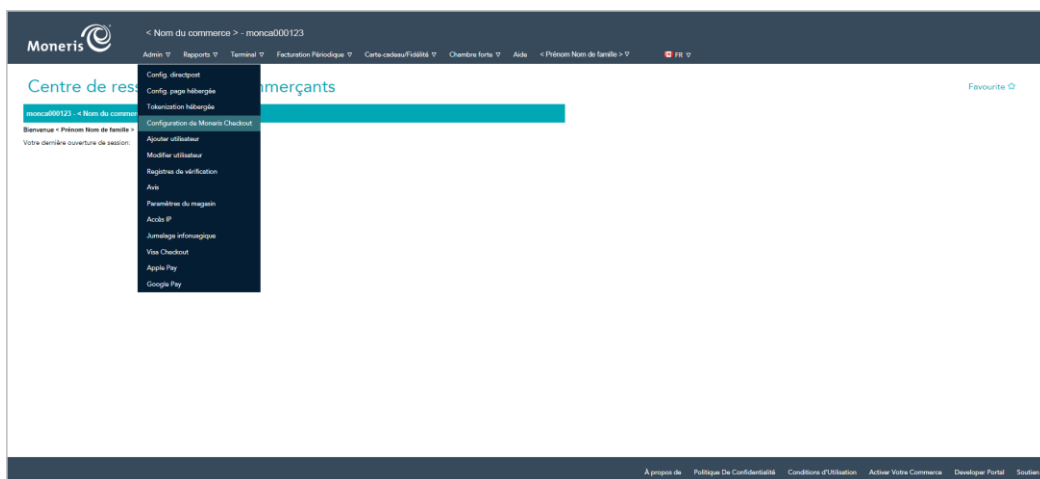 Moneris
< Nom du commerce > - monca000123
Admin ▽ Rapports ▽ Terminal ▽ Facturation Périodique ▽ Carte-cadeau/Fidélité ▽ Chambre forte ▽ Aide < Prénom Nom de famille > ▽ FR ▽
Config. directpost
Config. page hébergée
Tokenization hébergée
Configuration de Moneris Checkout
Ajouter utilisateur
Modifier utilisateur
Registres de vérification
Avis
Paramètres du magasin
Accès IP
Jumelage infonuagique
Visa Checkout
Apple Pay
Google Pay
Centre de res merçants
Favourite ☆
monca000123 - < Nom du commer
Bienvenue < Prénom Nom de famille >
Votre dernière ouverture de session:
À propos de Politique De Confidentialité Conditions d'Utilisation Activer Votre Commerce Developer Portal Soutien